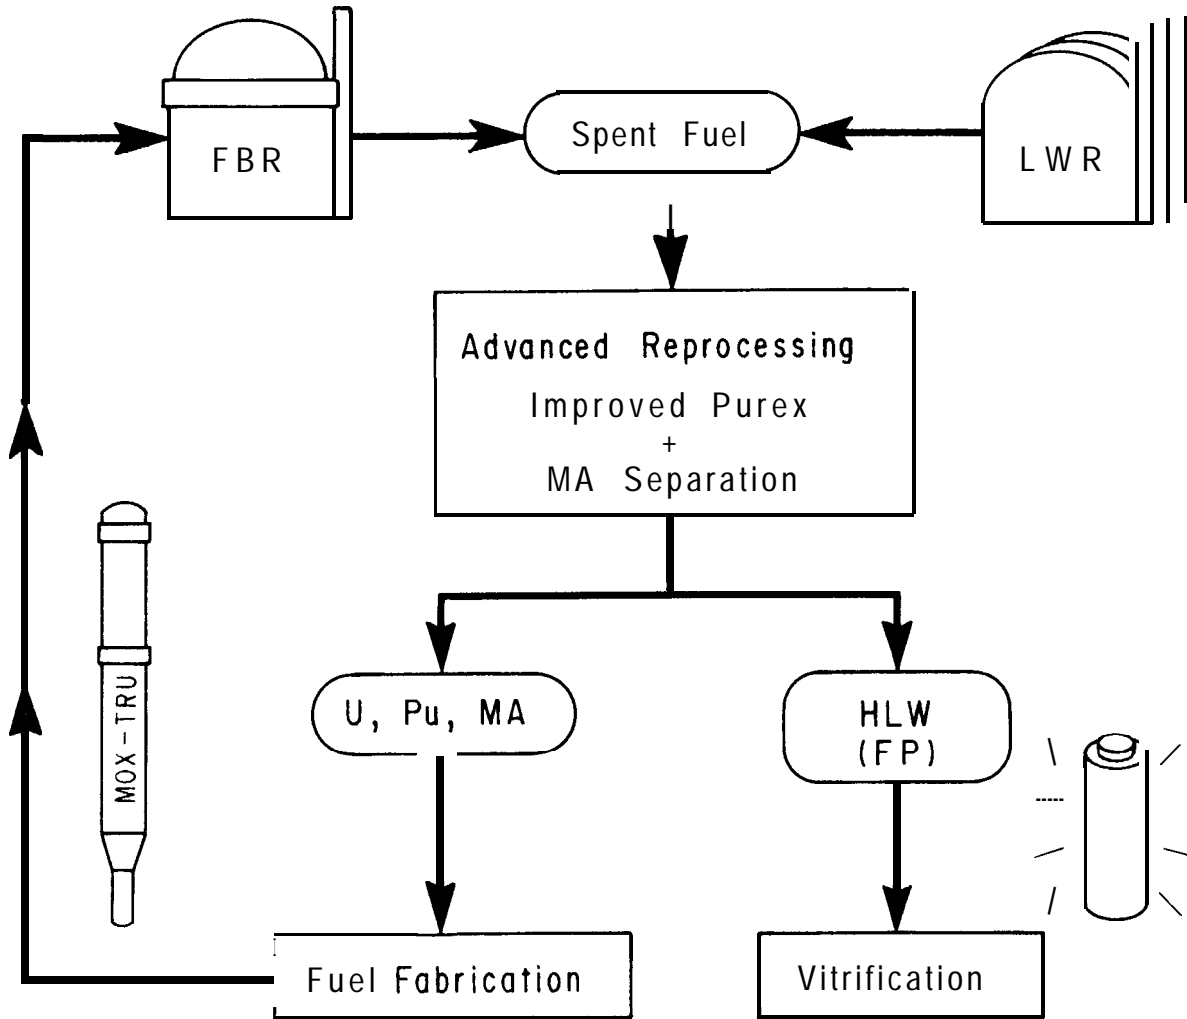 FBR
Spent Fuel
LWR
Advanced Reprocessing
Improved Purex
+
MA Separation
MOX-TRU
U, Pu, MA
HLW
(FP)
Fuel Fabrication
Vitrification